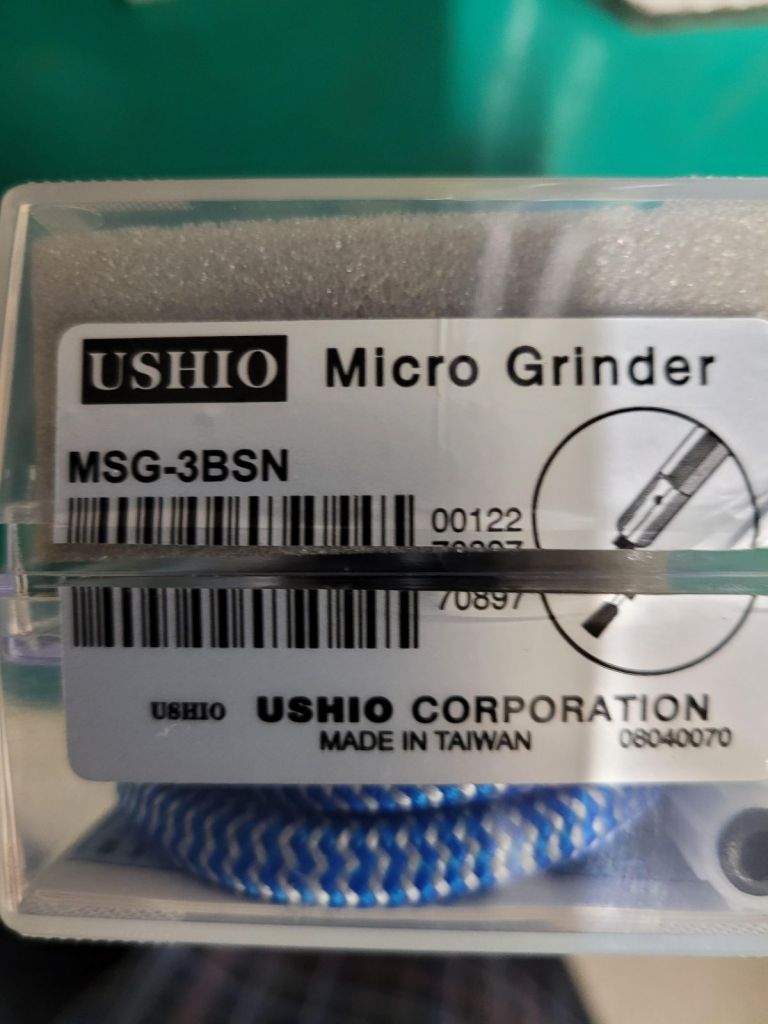 USHIO Micro Grinder
MSG-3BSN
00122
70897
USHIO USHIO CORPORATION
MADE IN TAIWAN 08040070